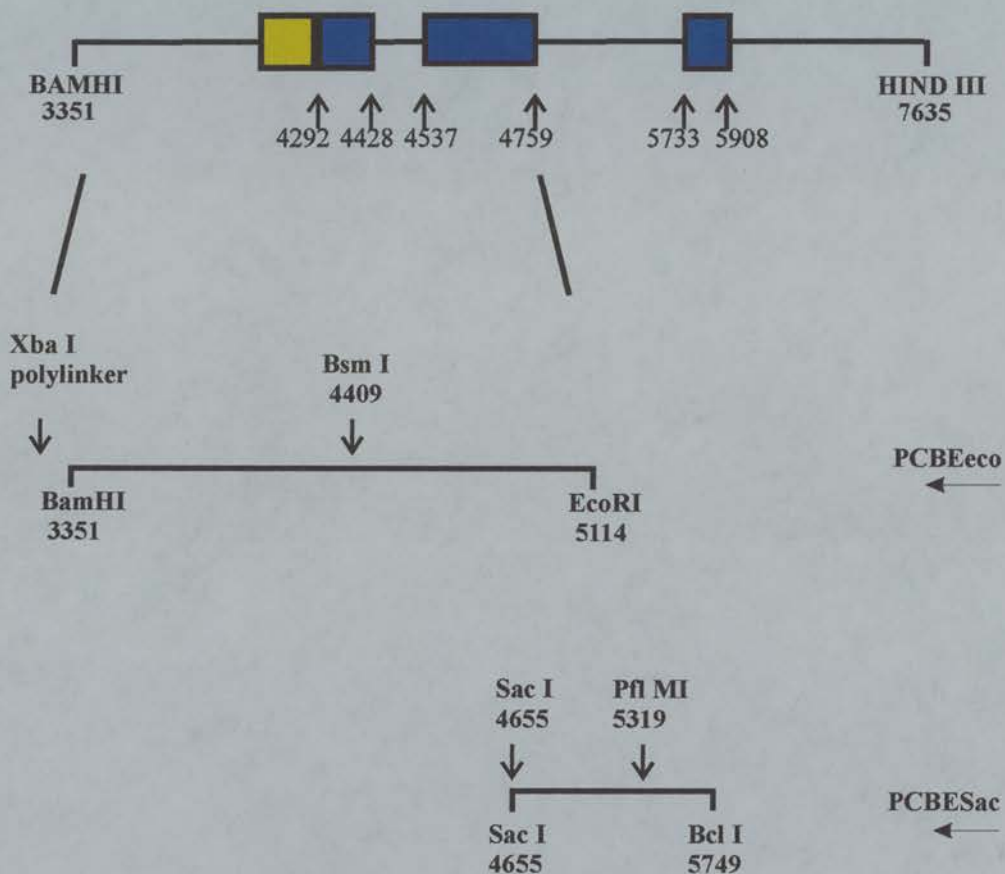 BAMHI
3351
HIND III
7635
4292 4428 4537 4759 5733 5908
Xba I
polylinker
Bsm I
4409
PCBEeco
BamHI
3351
EcoRI
5114
Sac I
4655
Pfl MI
5319
PCBESac
Sac I
4655
Bcl I
5749